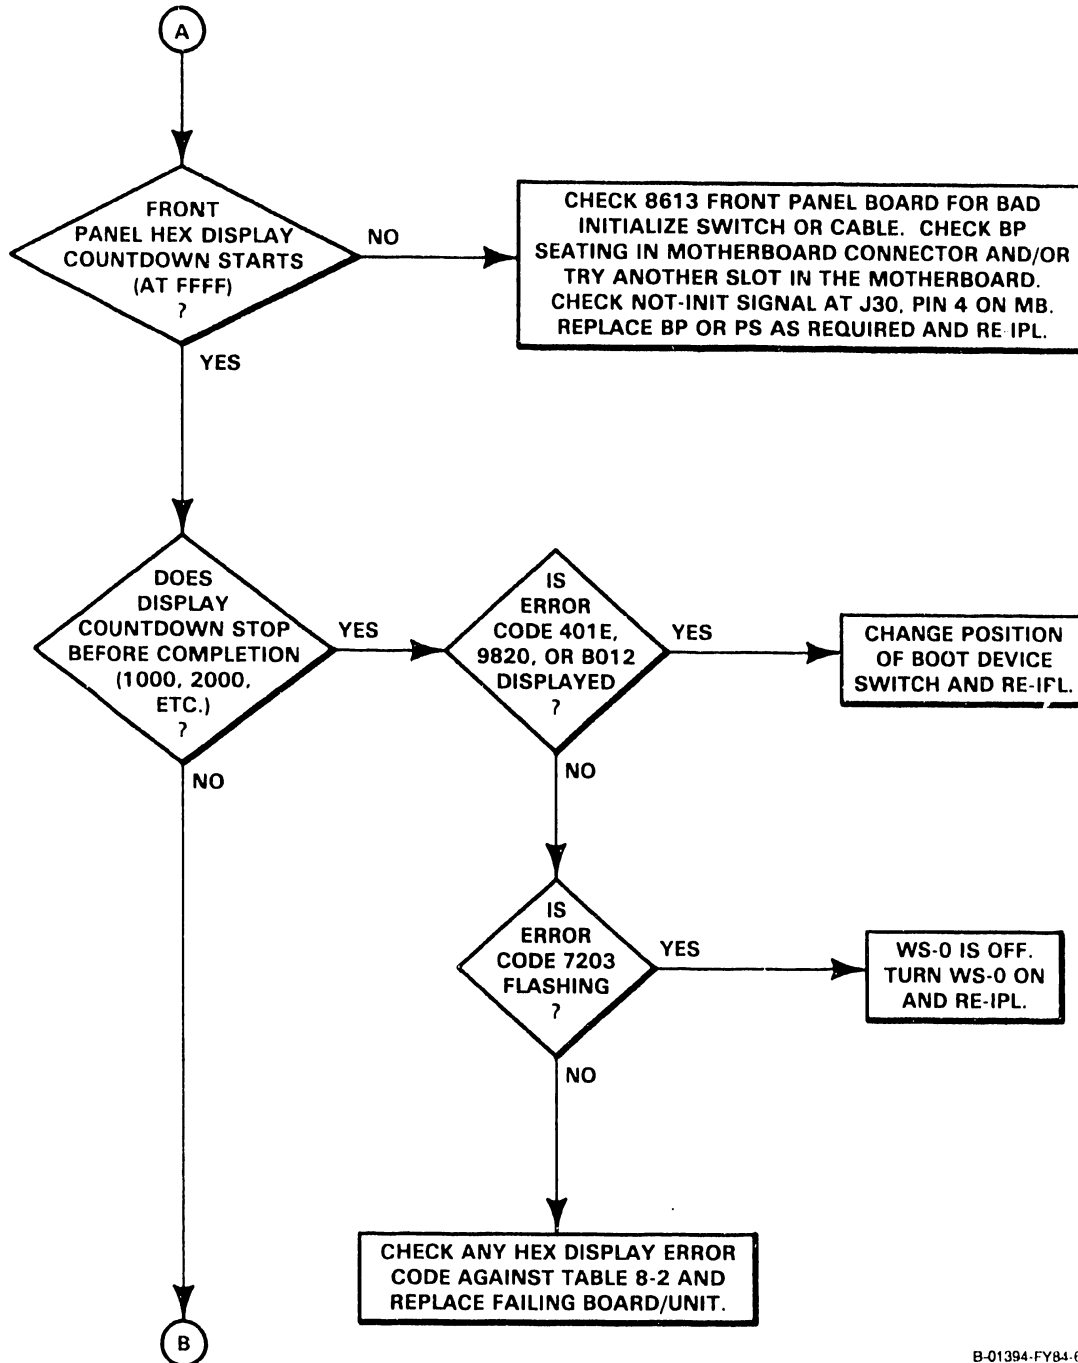 A
FRONT
PANEL HEX DISPLAY
COUNTDOWN STARTS
(AT FFFF)
?
NO
CHECK 8613 FRONT PANEL BOARD FOR BAD
INITIALIZE SWITCH OR CABLE. CHECK BP
SEATING IN MOTHERBOARD CONNECTOR AND/OR
TRY ANOTHER SLOT IN THE MOTHERBOARD.
CHECK NOT-INIT SIGNAL AT J30, PIN 4 ON MB.
REPLACE BP OR PS AS REQUIRED AND RE-IPL.
YES
DOES
DISPLAY
COUNTDOWN STOP
BEFORE COMPLETION
(1000, 2000,
ETC.)
?
YES
IS
ERROR
CODE 401E,
9820, OR B012
DISPLAYED
?
YES
CHANGE POSITION
OF BOOT DEVICE
SWITCH AND RE-IPL.
NO
NO
IS
ERROR
CODE 7203
FLASHING
?
YES
WS-0 IS OFF.
TURN WS-0 ON
AND RE-IPL.
NO
CHECK ANY HEX DISPLAY ERROR
CODE AGAINST TABLE 8-2 AND
REPLACE FAILING BOARD/UNIT.
B
B-01394-FY84-6